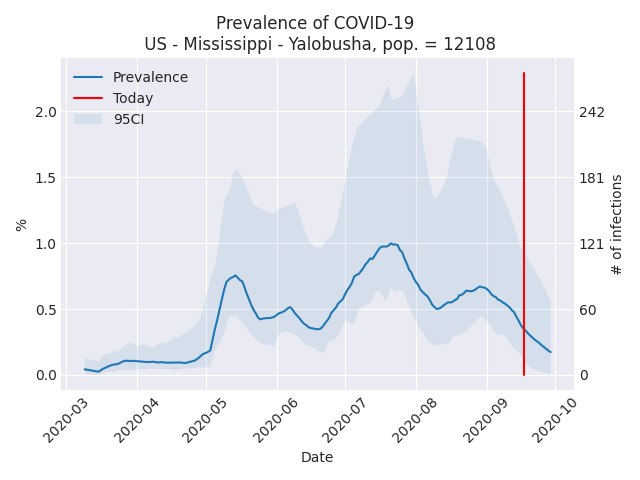 Prevalence of COVID-19
US - Mississippi - Yalobusha, pop. = 12108
Prevalence
Today
95CI
2.0
1.5
1.0
0.5
0.0
%
242
181
121
60
0
# of infections
2020-03
2020-04
2020-05
2020-06
2020-07
2020-08
2020-09
2020-10
Date